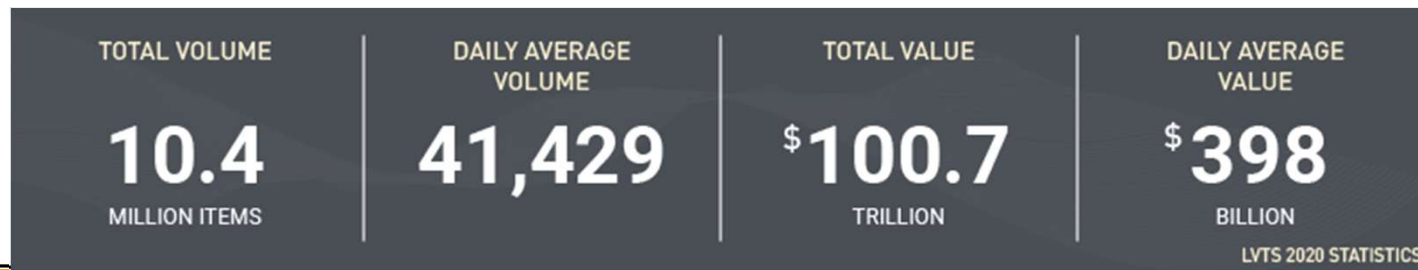 TOTAL VOLUME
10.4
MILLION ITEMS
DAILY AVERAGE
VOLUME
41,429
TOTAL VALUE
$100.7
TRILLION
DAILY AVERAGE
VALUE
$398
BILLION
LVTS 2020 STATISTICS